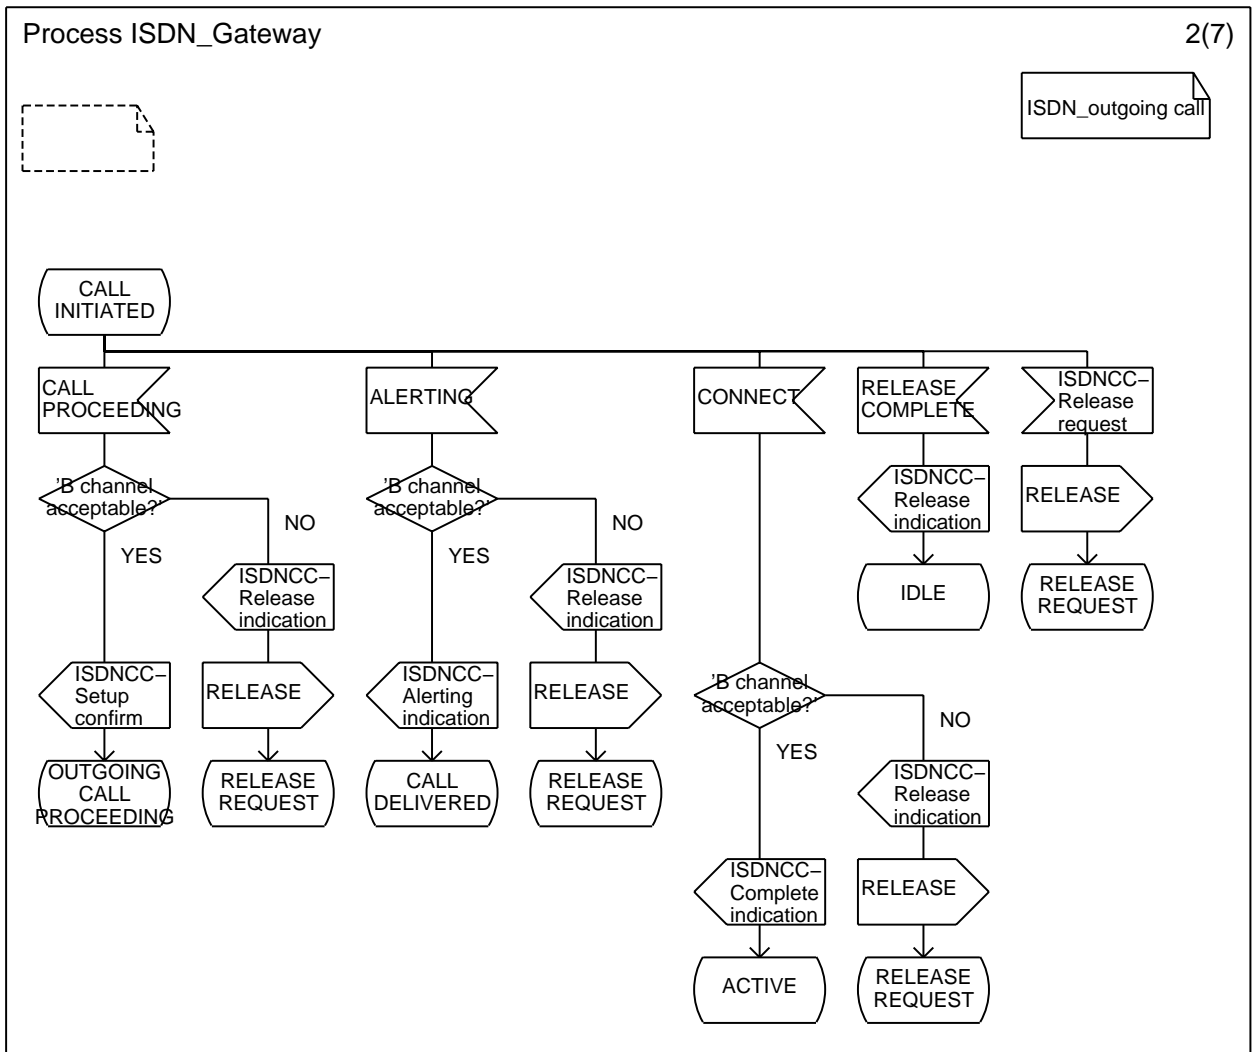 Process ISDN_Gateway
2(7)
ISDN_outgoing call
CALL
INITIATED
CALL
PROCEEDING
ALERTING
CONNECT
RELEASE
COMPLETE
ISDNCC–
Release
request
'B channel
acceptable?'
'B channel
acceptable?'
ISDNCC–
Release
indication
RELEASE
NO
NO
YES
YES
ISDNCC–
Release
indication
ISDNCC–
Release
indication
IDLE
RELEASE
REQUEST
ISDNCC–
Setup
confirm
RELEASE
ISDNCC–
Alerting
indication
RELEASE
'B channel
acceptable?'
NO
YES
OUTGOING
CALL
PROCEEDING
RELEASE
REQUEST
CALL
DELIVERED
RELEASE
REQUEST
ISDNCC–
Release
indication
ISDNCC–
Complete
indication
RELEASE
ACTIVE
RELEASE
REQUEST